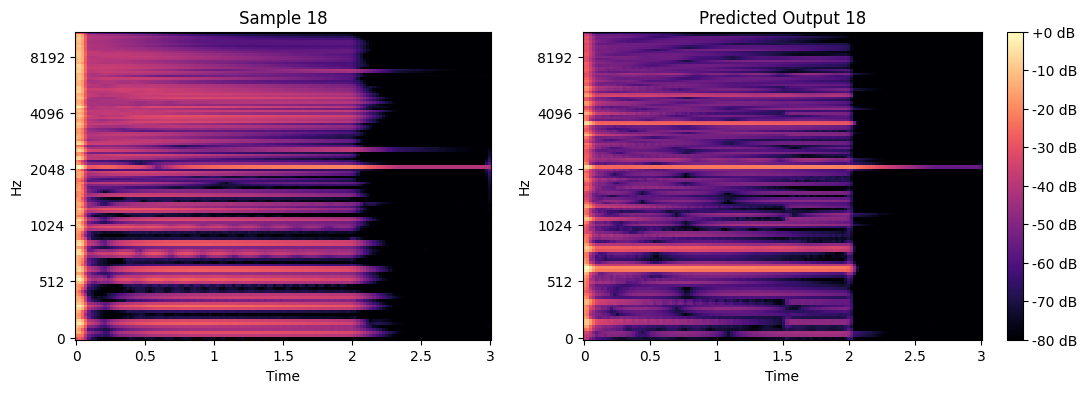 Sample 18
Predicted Output 18
Hz
8192
4096
2048
1024
512
0
0
0.5
1
1.5
2
2.5
3
Time
Hz
8192
4096
2048
1024
512
0
0
0.5
1
1.5
2
2.5
3
Time
+0 dB
-10 dB
-20 dB
-30 dB
-40 dB
-50 dB
-60 dB
-70 dB
-80 dB